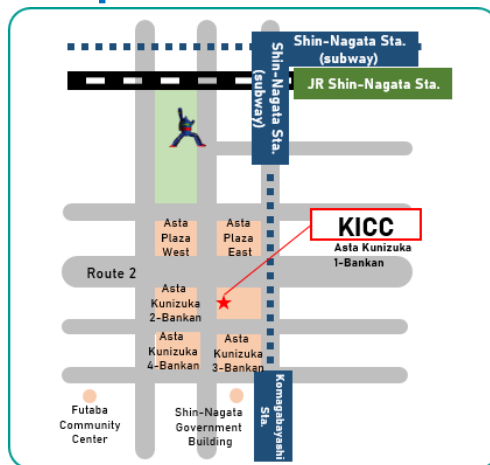 Shin-Nagata Sta.
(subway)
Shin-Nagata Sta.
(subway)
JR Shin-Nagata Sta.
KICC
Asta Kunizuka
1-Bankan
Asta
Plaza
West
Asta
Plaza
East
Route 2
Asta
Kunizuka
2-Bankan
Asta
Kunizuka
4-Bankan
Asta
Kunizuka
3-Bankan
Komagabayashi
Sta.
Futaba
Community
Center
Shin-Nagata
Government
Building